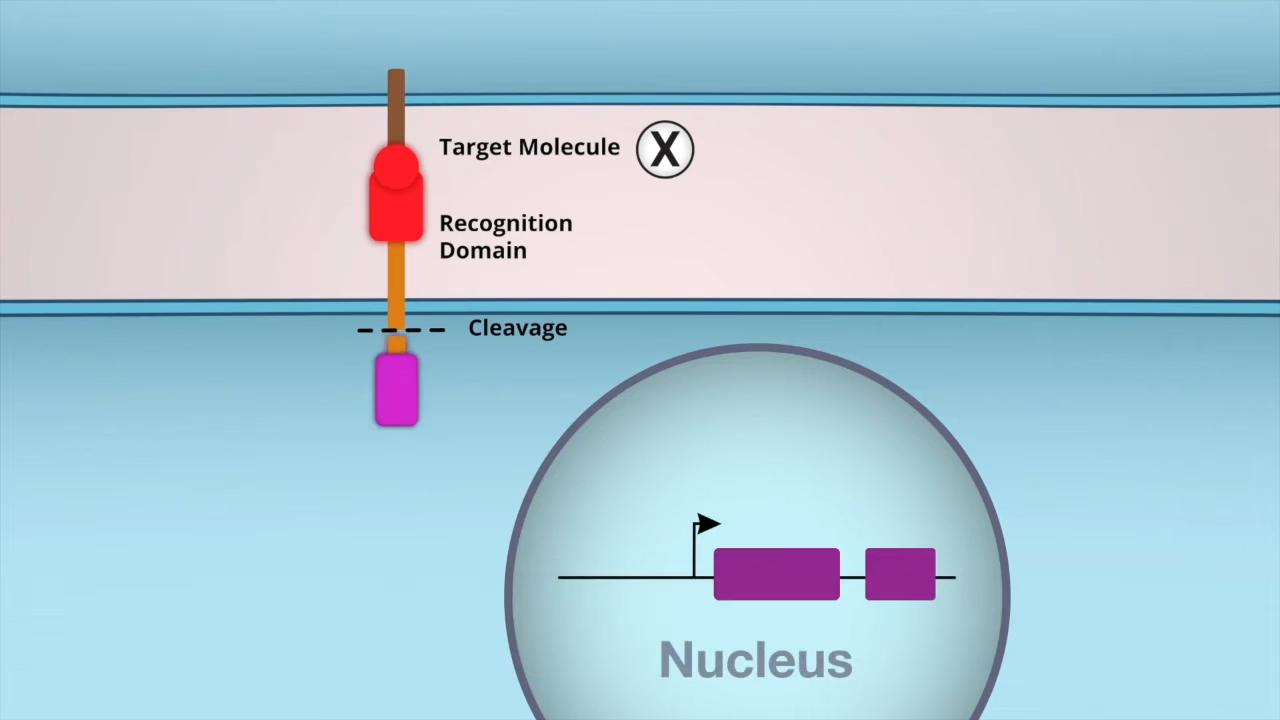 Target Molecule
X
Recognition
Domain
Cleavage
Nucleus